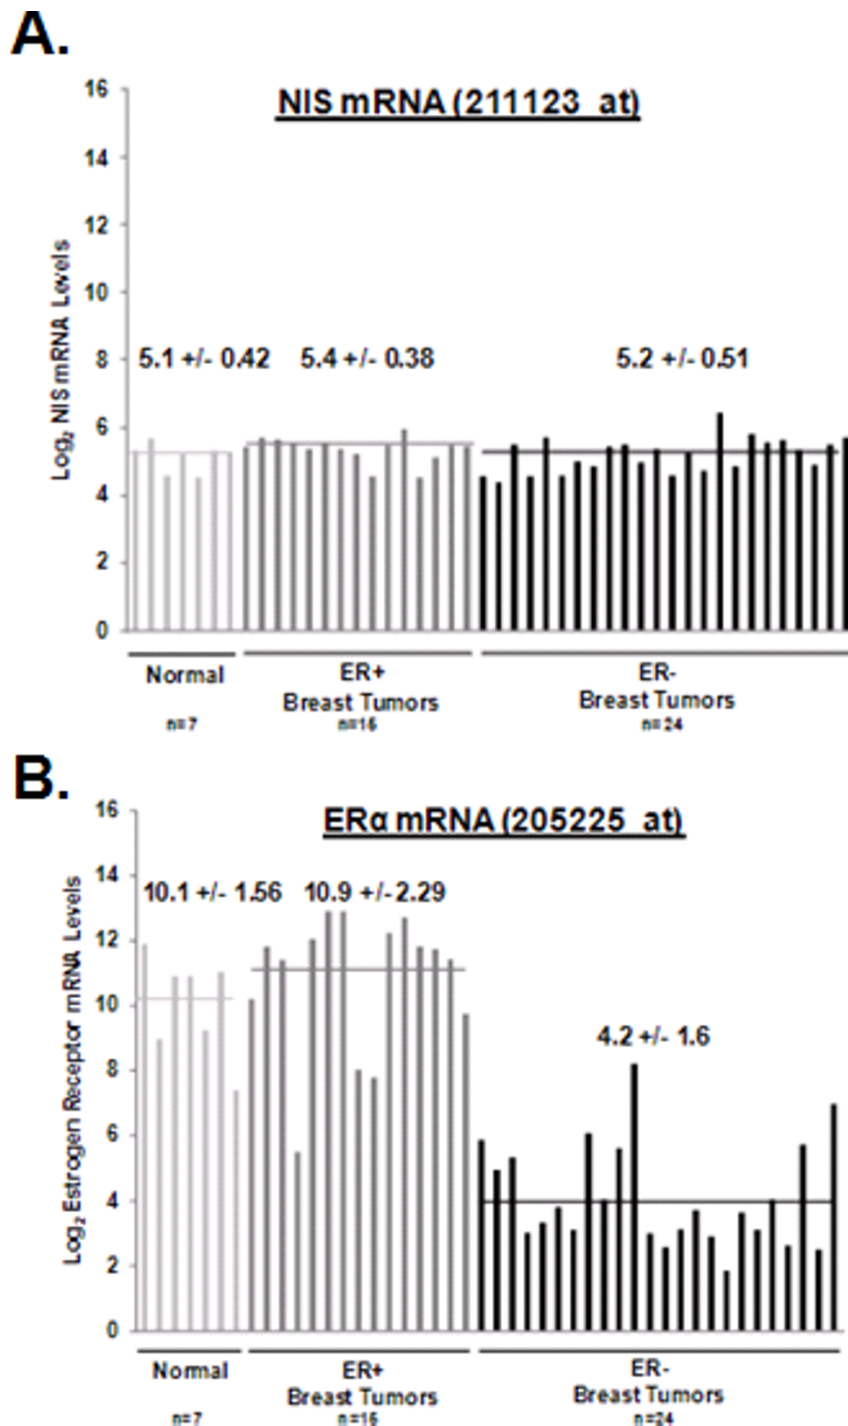 A.
NIS mRNA (211123_at)
16
14
12
10
8
6
4
2
0
Log2 NIS mRNA Levels
5.1 +/- 0.42 5.4 +/- 0.38 5.2 +/- 0.51
Normal ER+ ER-
Breast Tumors Breast Tumors
n=7 n=16 n=24
B.
ERα mRNA (205225_at)
16
14
12
10
8
6
4
2
0
Log2 Estrogen Receptor mRNA Levels
10.1 +/- 1.56 10.9 +/-2.29
4.2 +/- 1.6
Normal ER+ ER-
Breast Tumors Breast Tumors
n=7 n=16 n=24